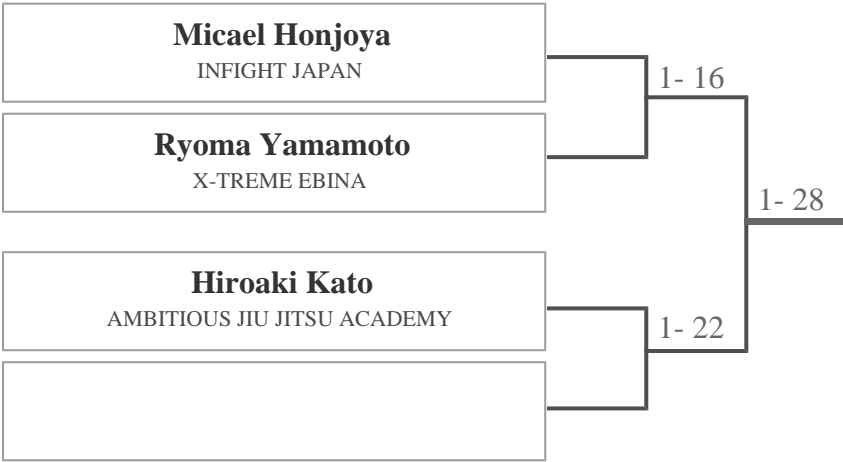 Micael Honjoya
INFIGHT JAPAN
1- 16
Ryoma Yamamoto
X-TREME EBINA
1- 28
Hiroaki Kato
AMBITIOUS JIU JITSU ACADEMY
1- 22